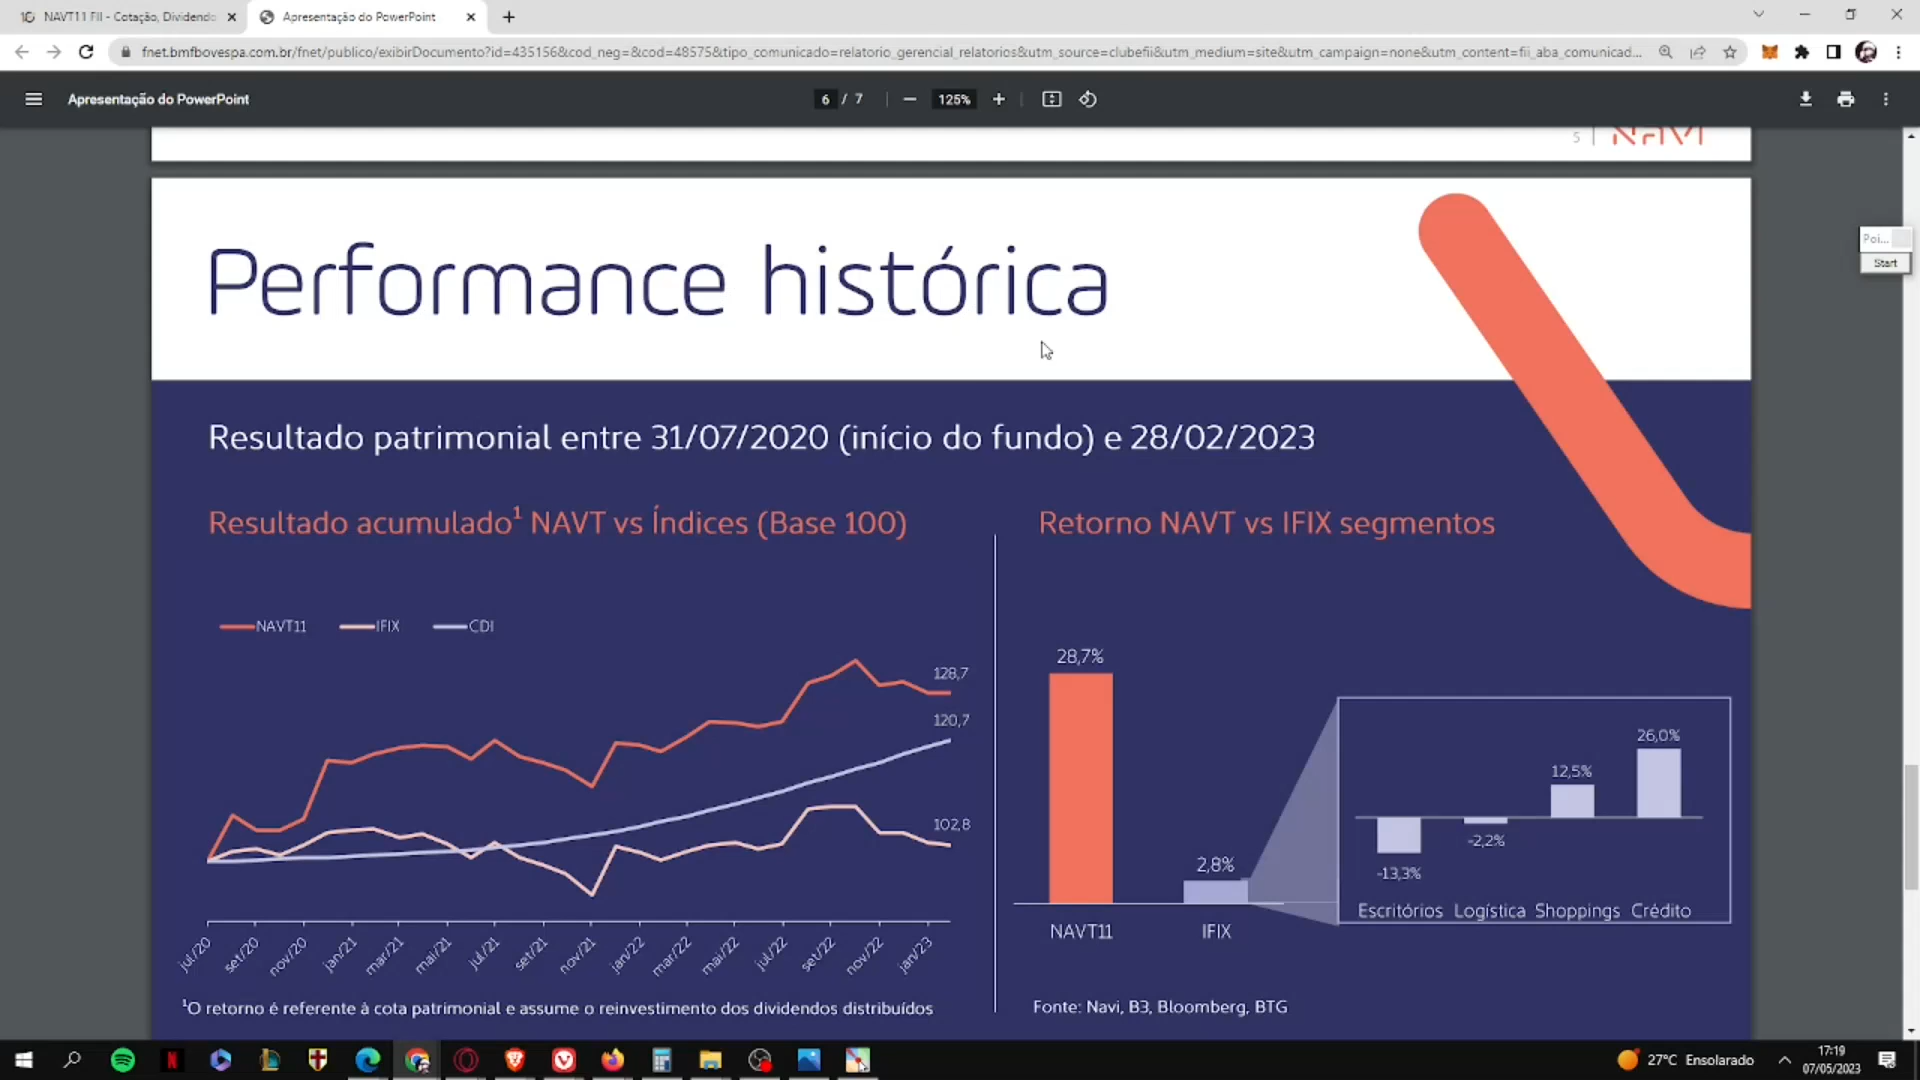 NAVT11 FII - Cotação, Dividendo
Apresentação do PowerPoint
fnet.bmfbovespa.com.br/fnet/publico/exibirDocumento?id=435156&cod_neg=&cod=48575&tipo_comunicado=relatorio_gerencial_relatorios&utm_source=clubefii&utm_medium=site&utm_campaign=none&utm_content=fii_aba_comunicad...
Apresentação do PowerPoint
6 / 7
125%
5
NAVI
Poi...
Start
Performance histórica
Resultado patrimonial entre 31/07/2020 (início do fundo) e 28/02/2023
Resultado acumulado¹ NAVT vs Índices (Base 100)
NAVT11 IFIX CDI
128,7
120,7
102,8
jul/20 set/20 nov/20 jan/21 mar/21 mai/21 jul/21 set/21 nov/21 jan/22 mar/22 mai/22 jul/22 set/22 nov/22 jan/23
¹O retorno é referente à cota patrimonial e assume o reinvestimento dos dividendos distribuídos
Retorno NAVT vs IFIX segmentos
28,7%
2,8%
NAVT11 IFIX
26,0%
12,5%
-2,2%
-13,3%
Escritórios Logística Shoppings Crédito
Fonte: Navi, B3, Bloomberg, BTG
27°C Ensolarado
17:19
07/05/2023